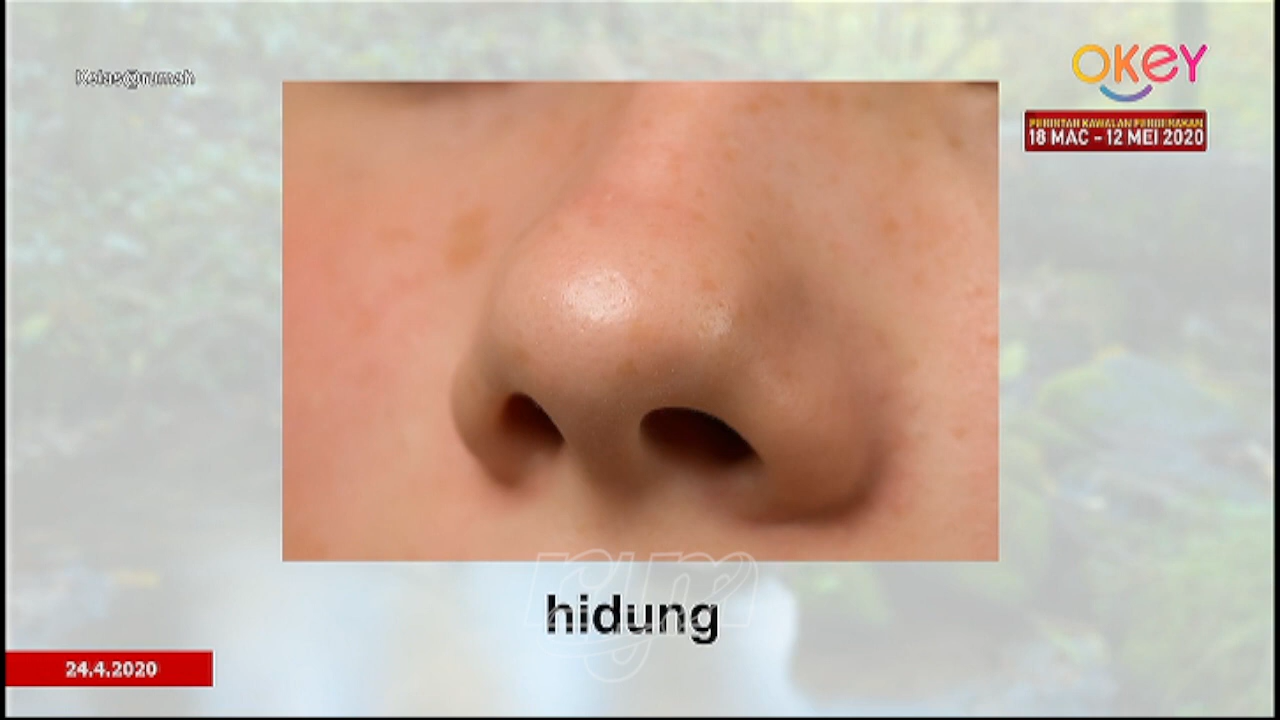 Kelas@rumah
OKEY
PERINTAH KAWALAN PERGERAKAN
18 MAC - 12 MEI 2020
hidung
24.4.2020